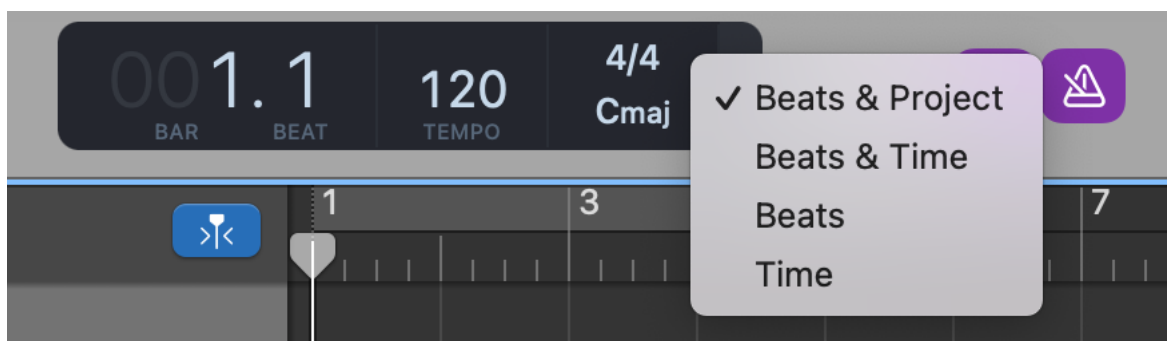 001. 1
BAR BEAT
120
TEMPO
4/4
Cmaj
✓ Beats & Project
Beats & Time
Beats
Time
1 3 7